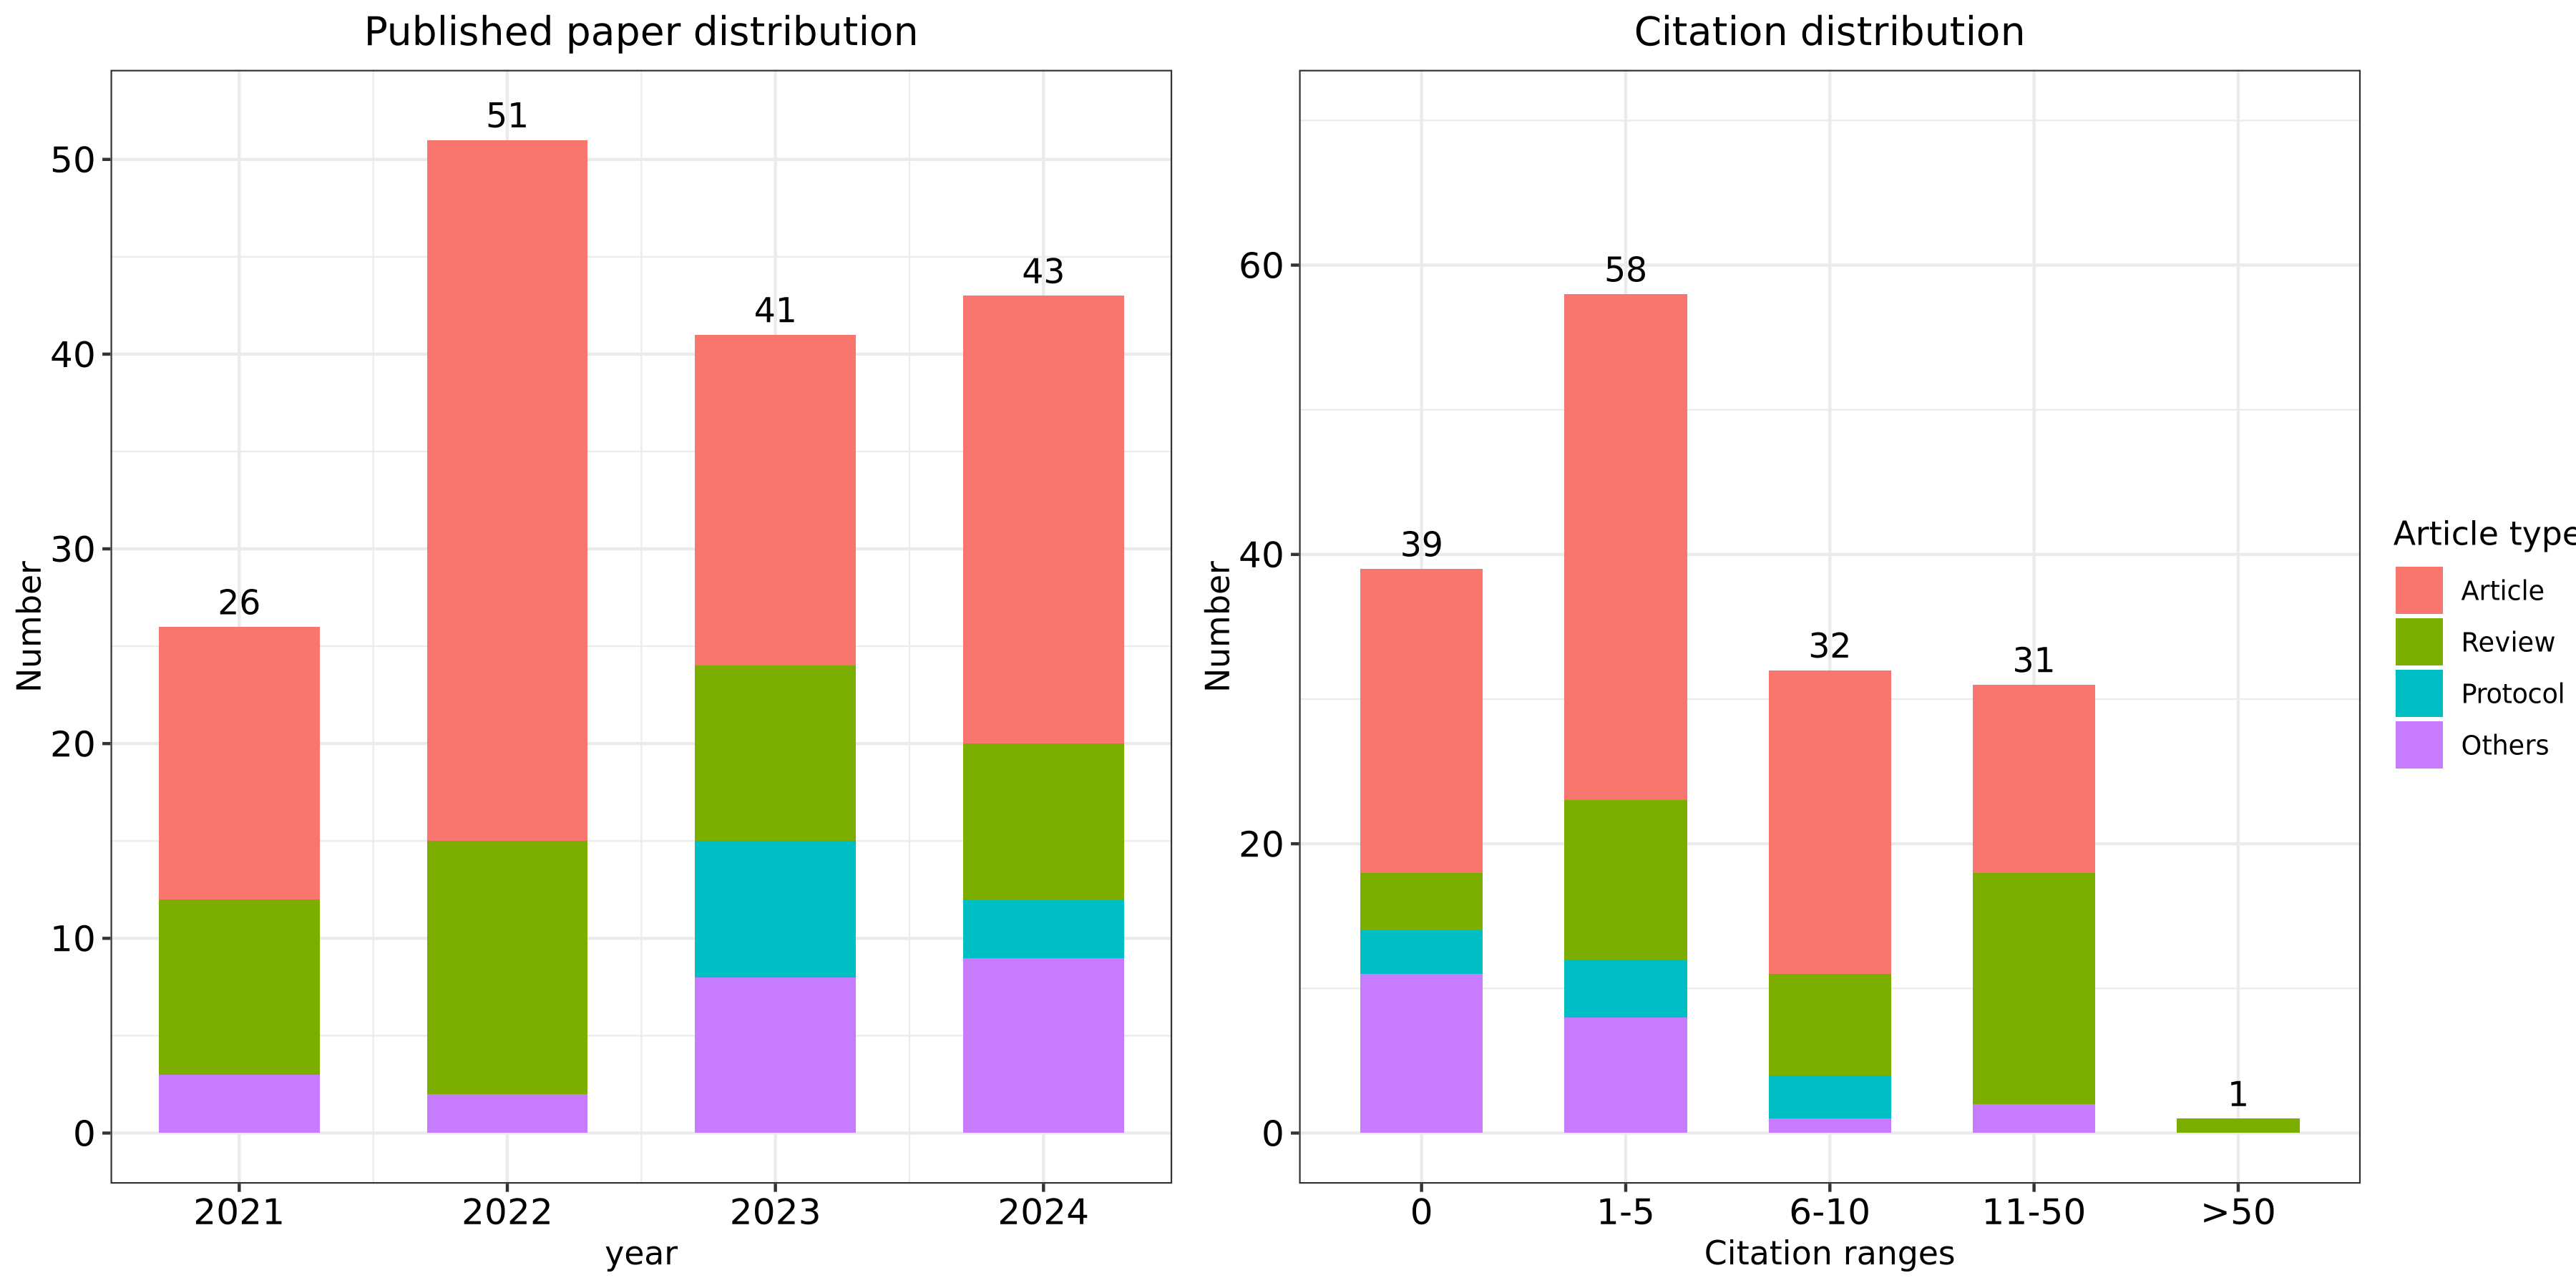 Published paper distribution
51
43
41
26
50
40
30
20
10
0
Number
2021 2022 2023 2024
year
Citation distribution
58
39
32
31
1
60
40
20
0
Number
0 1-5 6-10 11-50 >50
Citation ranges
Article type
Article
Review
Protocol
Others